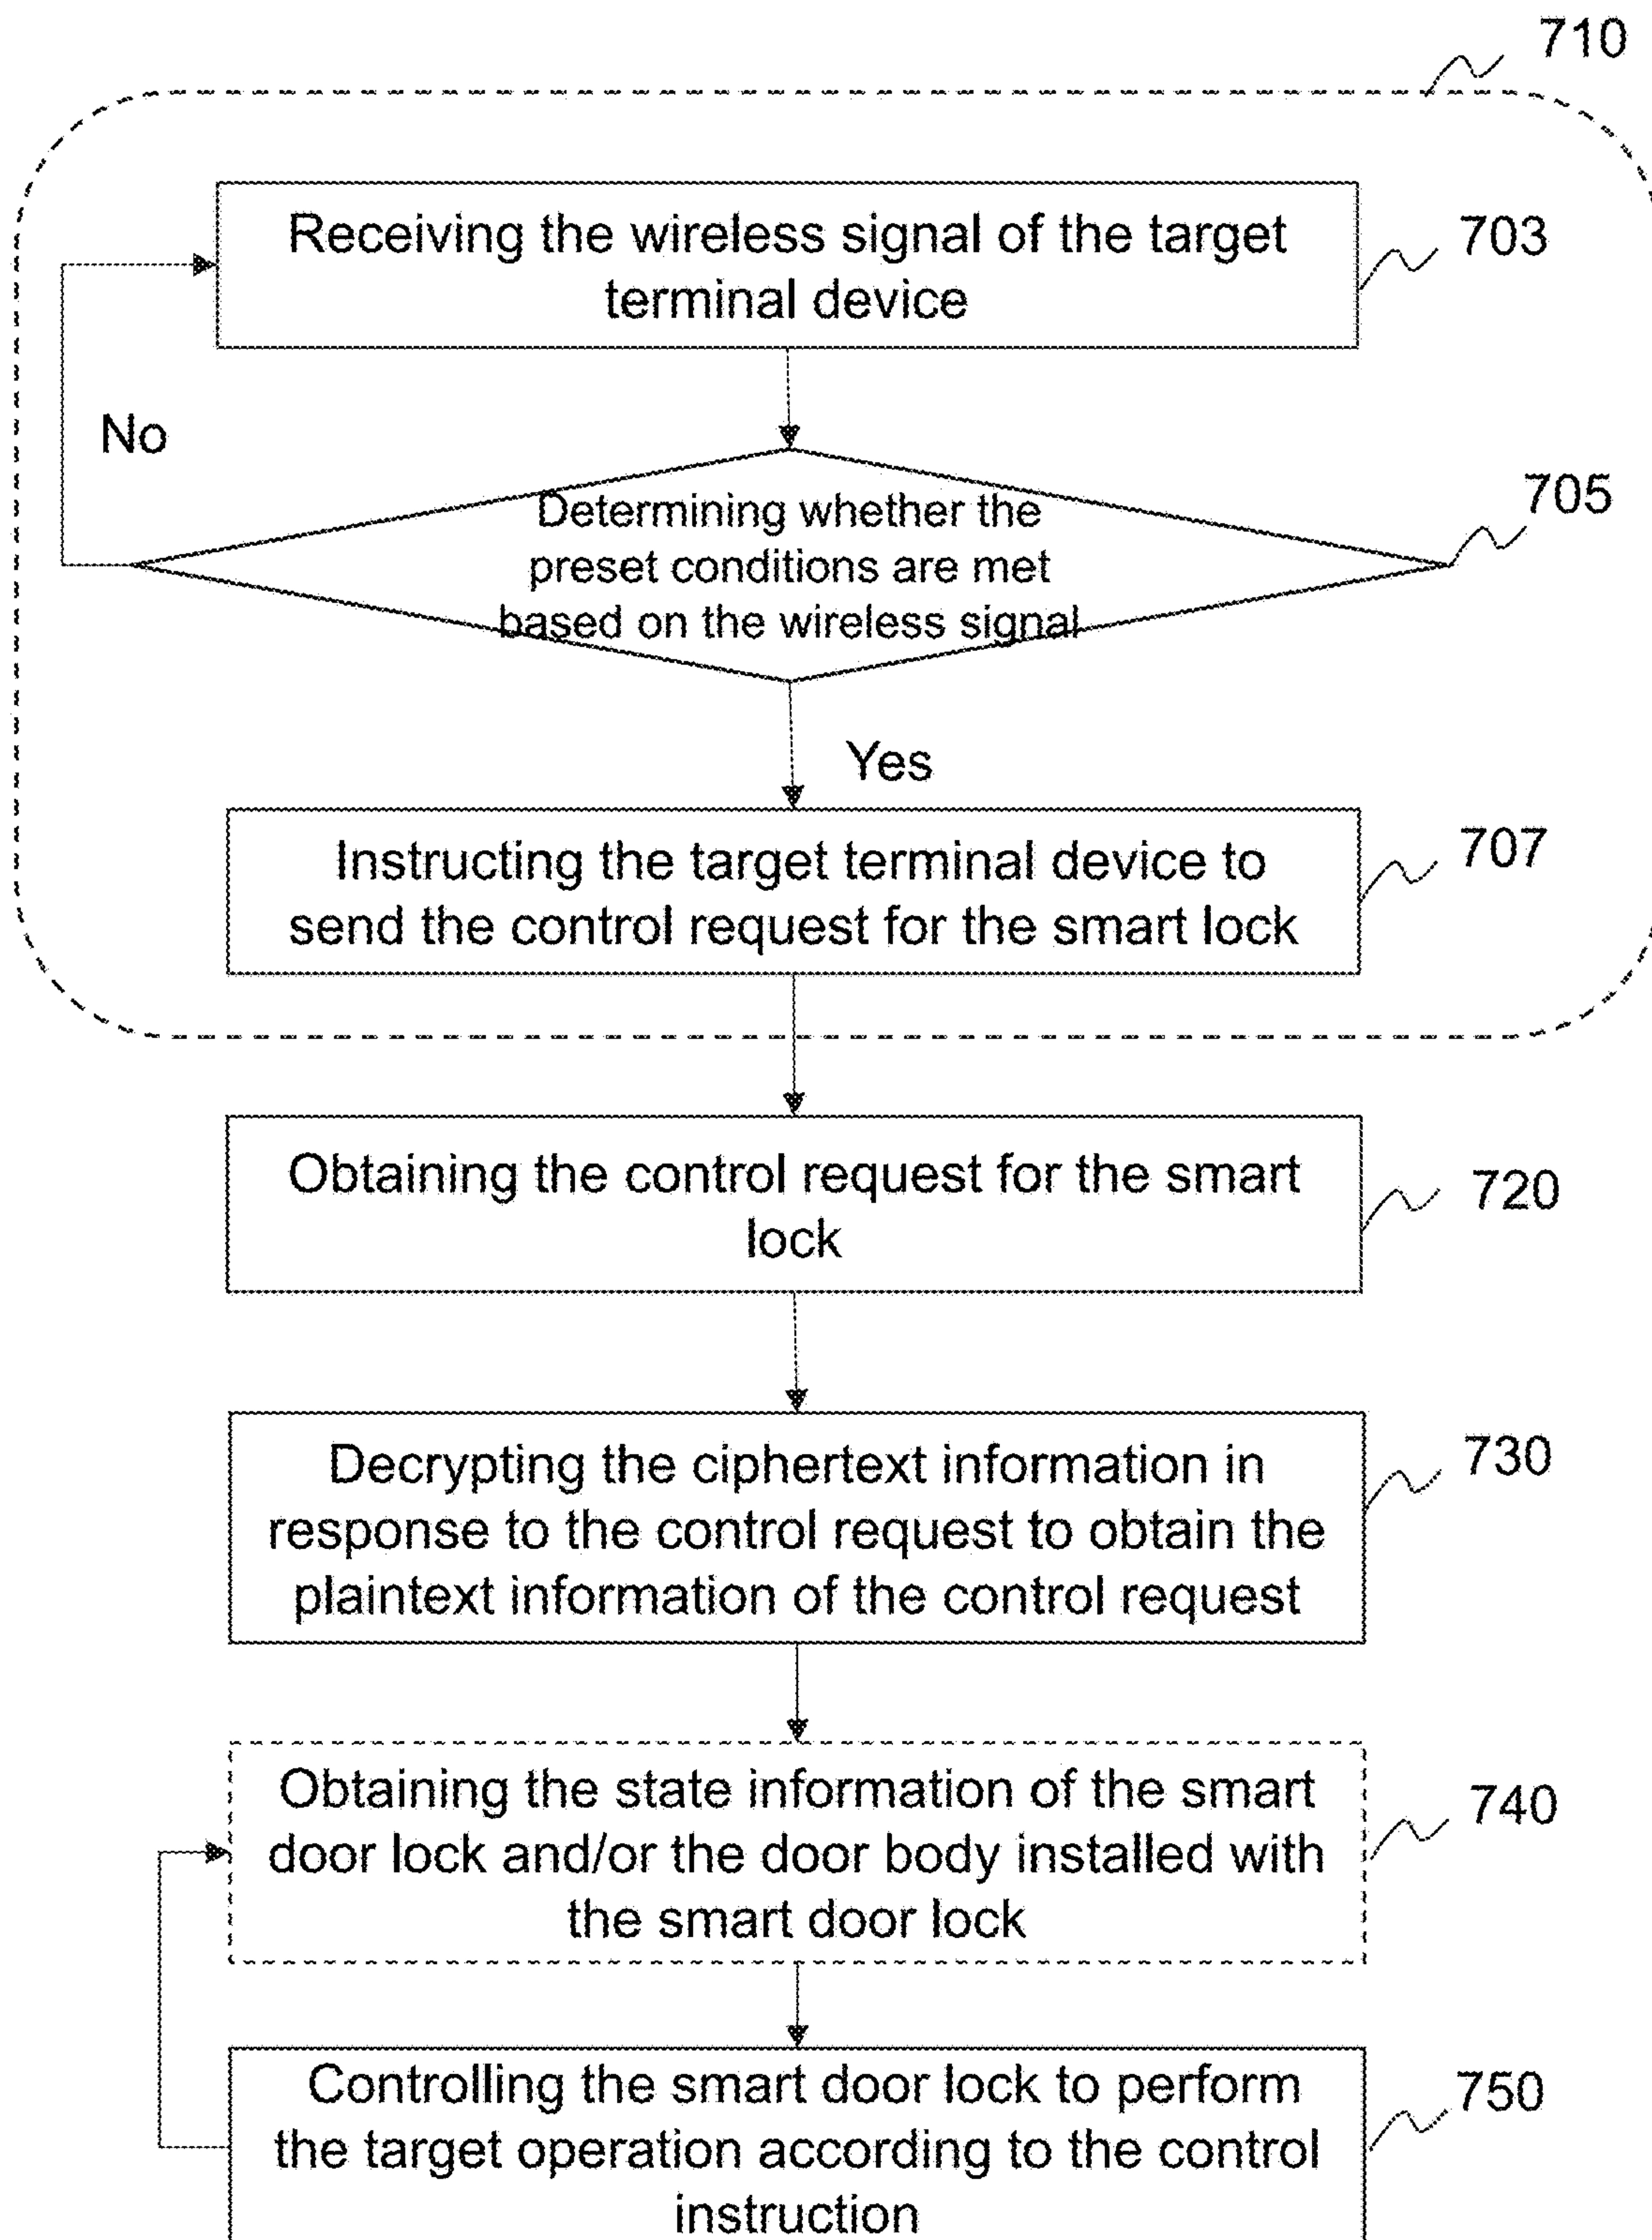 710
Receiving the wireless signal of the target
terminal device
703
No
Determining whether the
preset conditions are met
based on the wireless signal
705
Yes
Instructing the target terminal device to
send the control request for the smart lock
707
Obtaining the control request for the smart
lock
720
Decrypting the ciphertext information in
response to the control request to obtain the
plaintext information of the control request
730
Obtaining the state information of the smart
door lock and/or the door body installed with
the smart door lock
740
Controlling the smart door lock to perform
the target operation according to the control
instruction
750